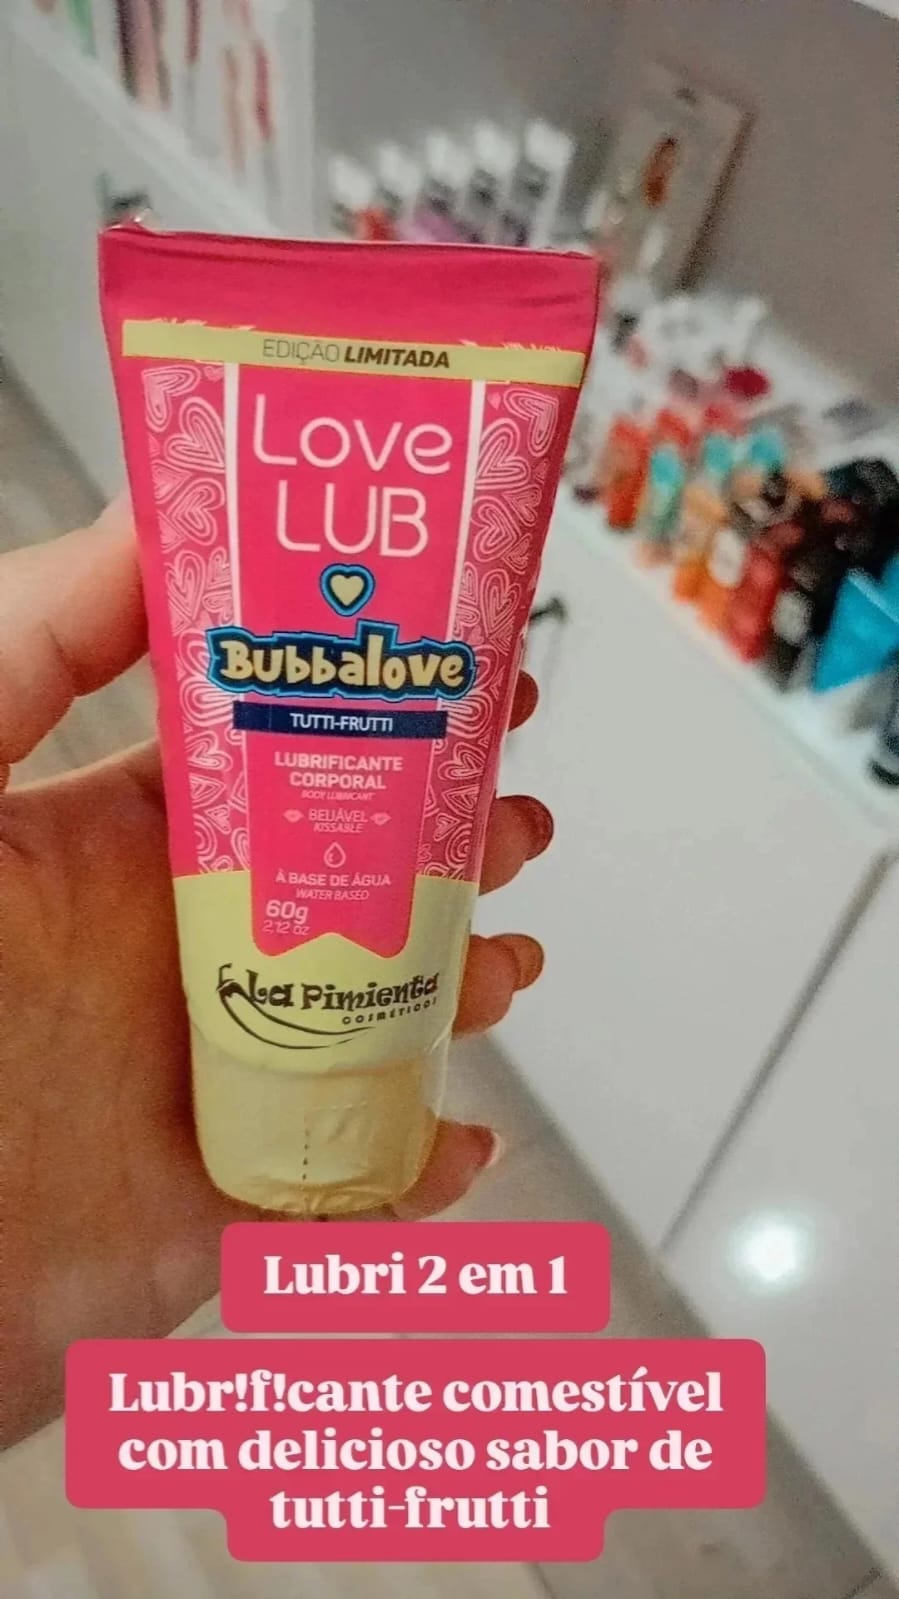 EDIÇÃO LIMITADA
LOVE
LUB
BUBBALOVE
TUTTI-FRUTTI
LUBRIFICANTE
CORPORAL
BODY LUBRICANT
BEIJÁVEL
KISSABLE
À BASE DE ÁGUA
WATER BASED
60g
2,12 oz
La Pimienta
COSMÉTICOS
Lubri 2 em 1
Lubr!f!cante comestível
com delicioso sabor de
tutti-frutti